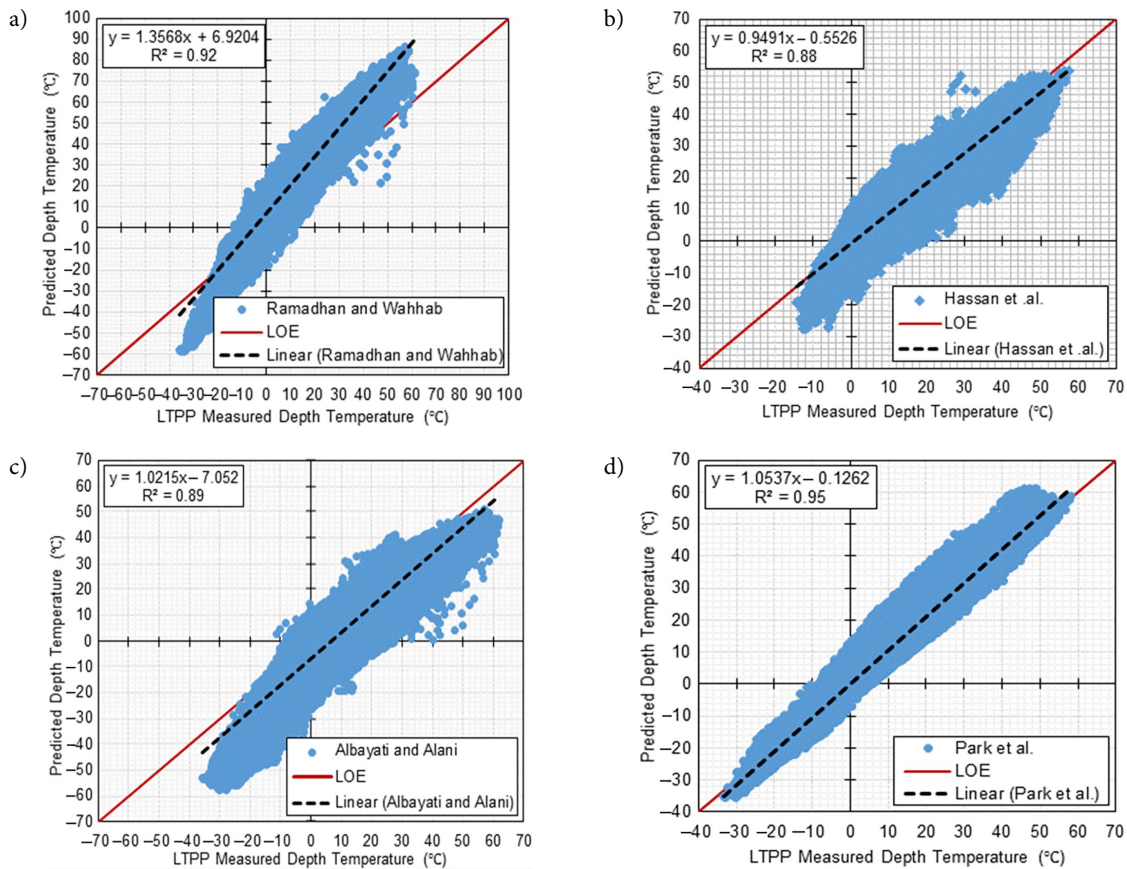 a)
y = 1.3568x + 6.9204
R² = 0.92
Predicted Depth Temperature (℃)
100
90
80
70
60
50
40
30
20
10
0
–10
–20
–30
–40
–50
–60
–70
Ramadhan and Wahhab
LOE
Linear (Ramadhan and Wahhab)
–70–60–50–40–30–20–10 0 10 20 30 40 50 60 70 80 90 100
LTPP Measured Depth Temperature (℃)
b)
y = 0.9491x – 0.5526
R² = 0.88
Predicted Depth Temperature (℃)
70
60
50
40
30
20
10
0
–10
–20
–30
–40
Hassan et .al.
LOE
Linear (Hassan et .al.)
–40 –30 –20 –10 0 10 20 30 40 50 60 70
LTPP Measured Depth Temperature (℃)
c)
y = 1.0215x – 7.052
R² = 0.89
Predicted Depth Temperature (℃)
70
60
50
40
30
20
10
0
–10
–20
–30
–40
–50
–60
–70
Albayati and Alani
LOE
Linear (Albayati and Alani)
–70–60–50–40–30–20–10 0 10 20 30 40 50 60 70
LTPP Measured Depth Temperature (℃)
d)
y = 1.0537x – 0.1262
R² = 0.95
Predicted Depth Temperature (℃)
70
60
50
40
30
20
10
0
–10
–20
–30
–40
Park et al.
LOE
Linear (Park et al.)
–40 –30 –20 –10 0 10 20 30 40 50 60 70
LTPP Measured Depth Temperature (℃)